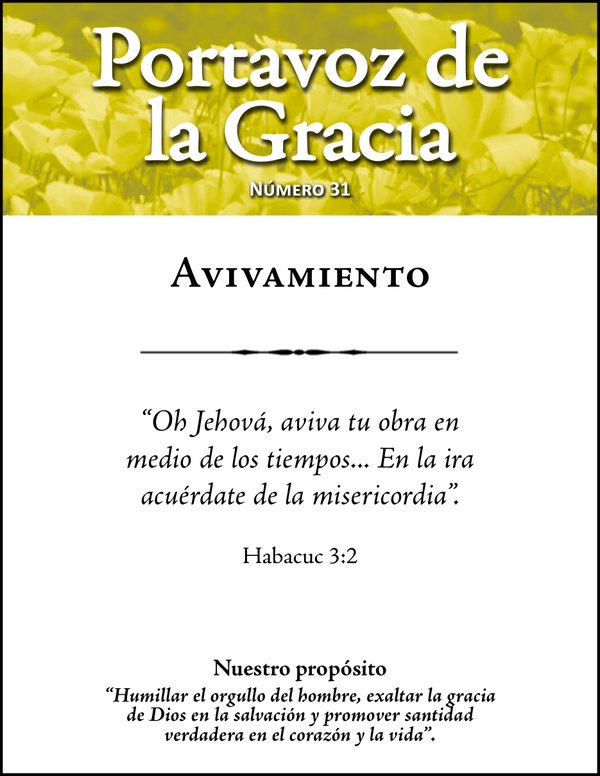 Portavoz de
la Gracia
Número 31
Avivamiento
“Oh Jehová, aviva tu obra en
medio de los tiempos... En la ira
acuérdate de la misericordia”.
Habacuc 3:2
Nuestro propósito
“Humillar el orgullo del hombre, exaltar la gracia
de Dios en la salvación y promover santidad
verdadera en el corazón y la vida”.